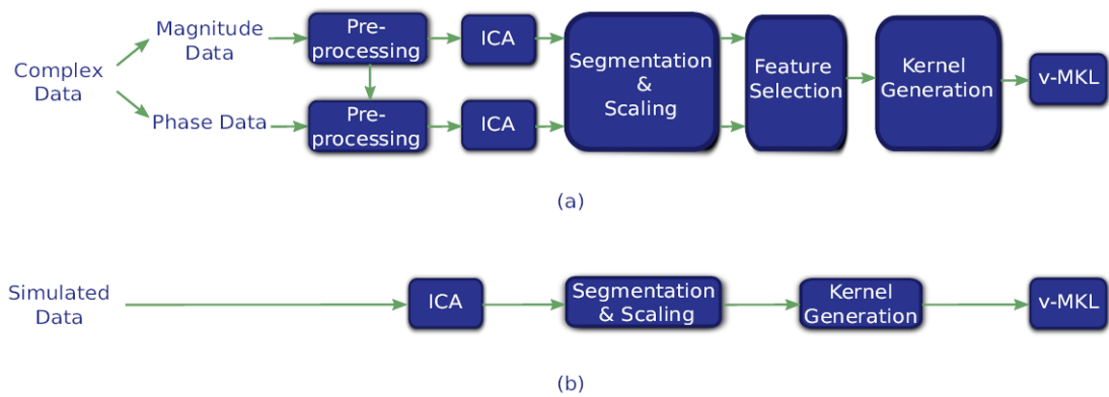 Complex
Data
Magnitude
Data
Phase Data
Pre-
processing
Pre-
processing
ICA
ICA
Segmentation
&
Scaling
Feature
Selection
Kernel
Generation
v-MKL
(a)
Simulated
Data
ICA
Segmentation
& Scaling
Kernel
Generation
v-MKL
(b)